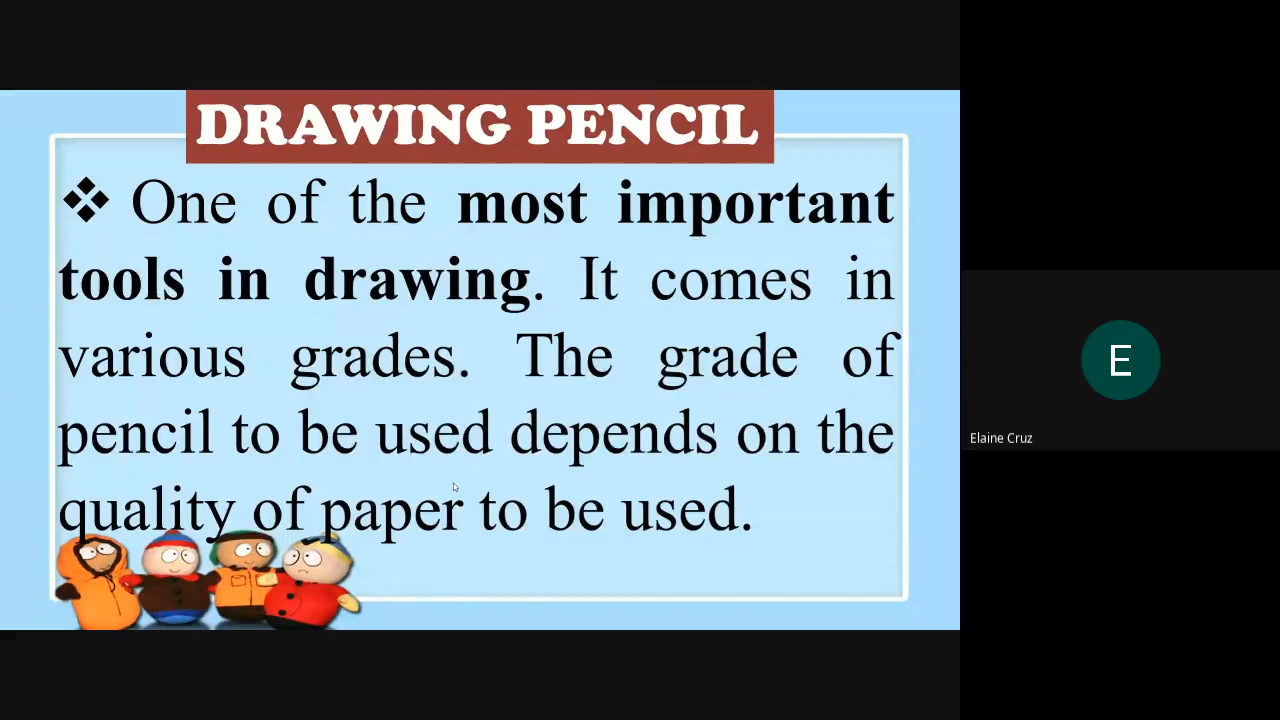 DRAWING PENCIL
❖ One of the most important
tools in drawing. It comes in
various grades. The grade of
pencil to be used depends on the
quality of paper to be used.
E
Elaine Cruz